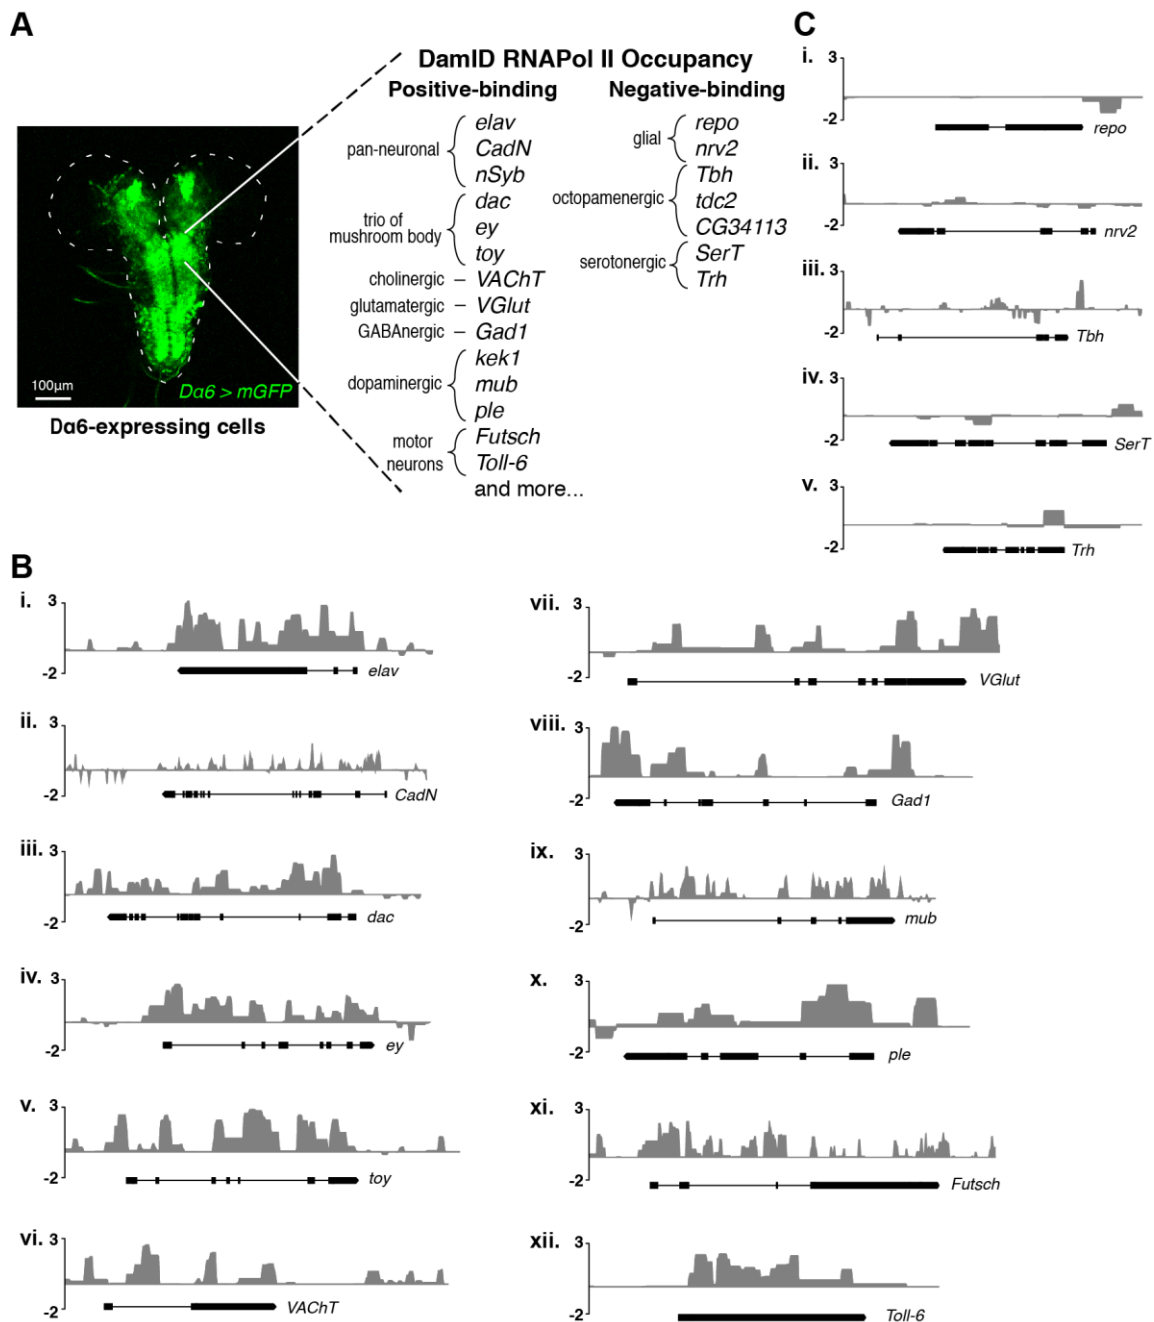 A
DamID RNAPol II Occupancy
Positive-binding
Negative-binding
pan-neuronal
elav
CadN
nSyb
trio of
mushroom body
dac
ey
toy
cholinergic – VAChT
glutamatergic – VGlut
GABAnergic – Gad1
dopaminergic
kek1
mub
ple
motor
neurons
Futsch
Toll-6
and more...
glial
repo
nrv2
octopamenergic
Tbh
tdc2
CG34113
serotonergic
SerT
Trh
100µm
Dα6 > mGFP
Dα6-expressing cells
C
i. 3
-2
repo
ii. 3
-2
nrv2
iii. 3
-2
Tbh
iv. 3
-2
SerT
v. 3
-2
Trh
B
i. 3
-2
elav
ii. 3
-2
CadN
iii. 3
-2
dac
iv. 3
-2
ey
v. 3
-2
toy
vi. 3
-2
VAChT
vii. 3
-2
VGlut
viii. 3
-2
Gad1
ix. 3
-2
mub
x. 3
-2
ple
xi. 3
-2
Futsch
xii. 3
-2
Toll-6